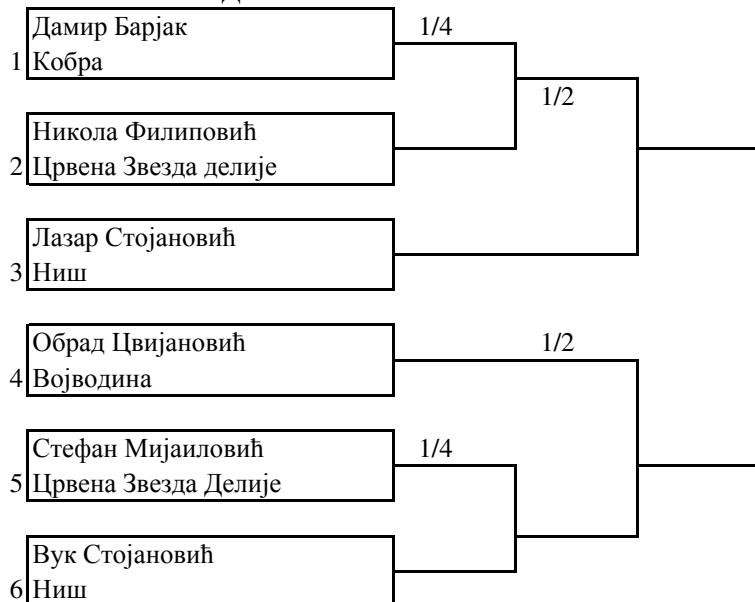 Дамир Барјак
1/4
1 Кобра
1/2
Никола Филиповић
2 Црвена Звезда делије
Лазар Стојановић
3 Ниш
Обрад Цвијановић
1/2
4 Војводина
Стефан Мијаиловић
1/4
5 Црвена Звезда Делије
Вук Стојановић
6 Ниш